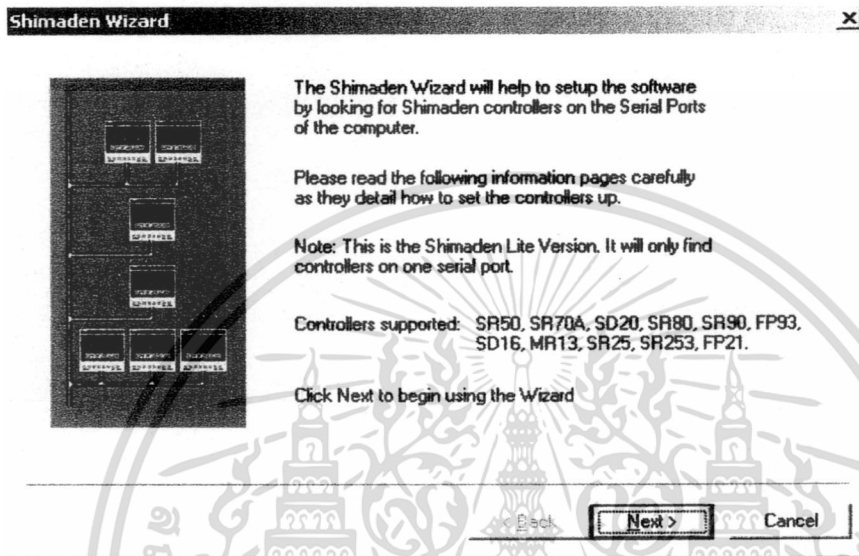 Shimaden Wizard
The Shimaden Wizard will help to setup the software
by looking for Shimaden controllers on the Serial Ports
of the computer.
Please read the following information pages carefully
as they detail how to set the controllers up.
Note: This is the Shimaden Lite Version. It will only find
controllers on one serial port.
Controllers supported: SR50, SR70A, SD20, SR80, SR90, FP93,
SD16, MR13, SR25, SR253, FP21.
Click Next to begin using the Wizard
< Back
Next >
Cancel